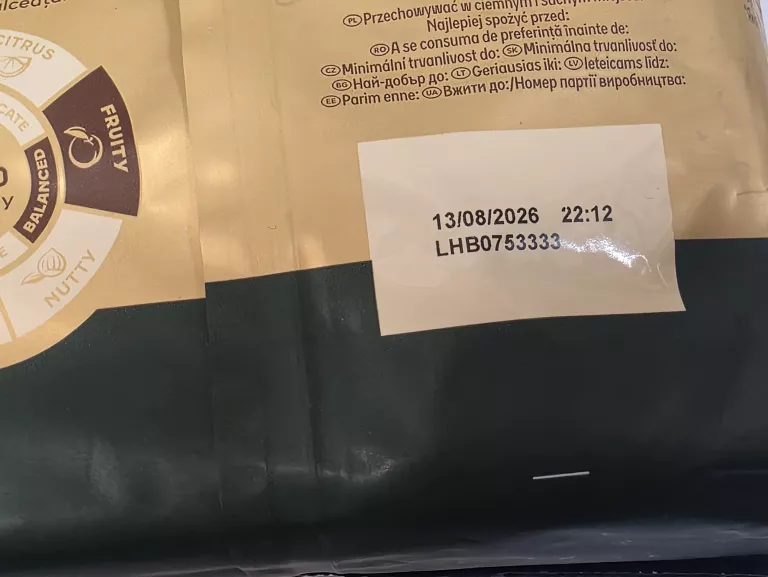 Przechowywać w ciemnym i suchym
PL
Najlepiej spożyć przed:
RO A se consuma de preferință înainte de:
CZ Minimální trvanlivost do: SK Minimálna trvanlivosť do:
BG Най-добър до: LT Geriausias iki: LV Ieteicams līdz:
EE Parim enne: UA Вжити до:/Номер партії виробництва:
CITRUS
FRUITY
BALANCED
NUTTY
13/08/2026 22:12
LHB0753333